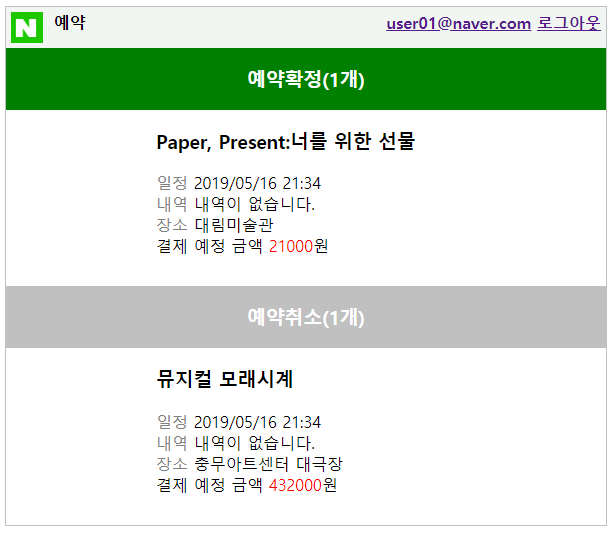 N 예약 user01@naver.com 로그아웃
예약확정(1개)
Paper, Present:너를 위한 선물
일정 2019/05/16 21:34
내역 내역이 없습니다.
장소 대림미술관
결제 예정 금액 21000원
예약취소(1개)
뮤지컬 모래시계
일정 2019/05/16 21:34
내역 내역이 없습니다.
장소 충무아트센터 대극장
결제 예정 금액 432000원